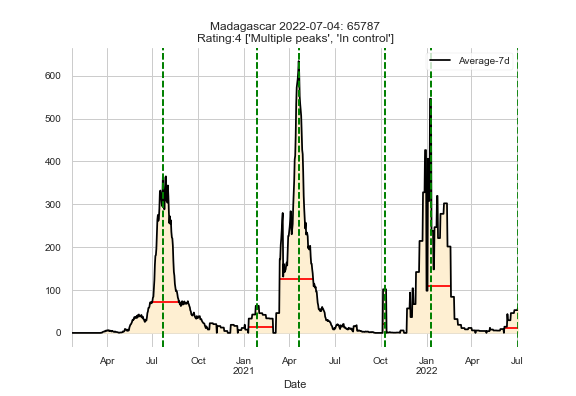 Madagascar 2022-07-04: 65787
Rating:4 ['Multiple peaks', 'In control']
Average-7d
600
500
400
300
200
100
0
Apr Jul Oct Jan Apr Jul Oct Jan Apr Jul
2021 2022
Date